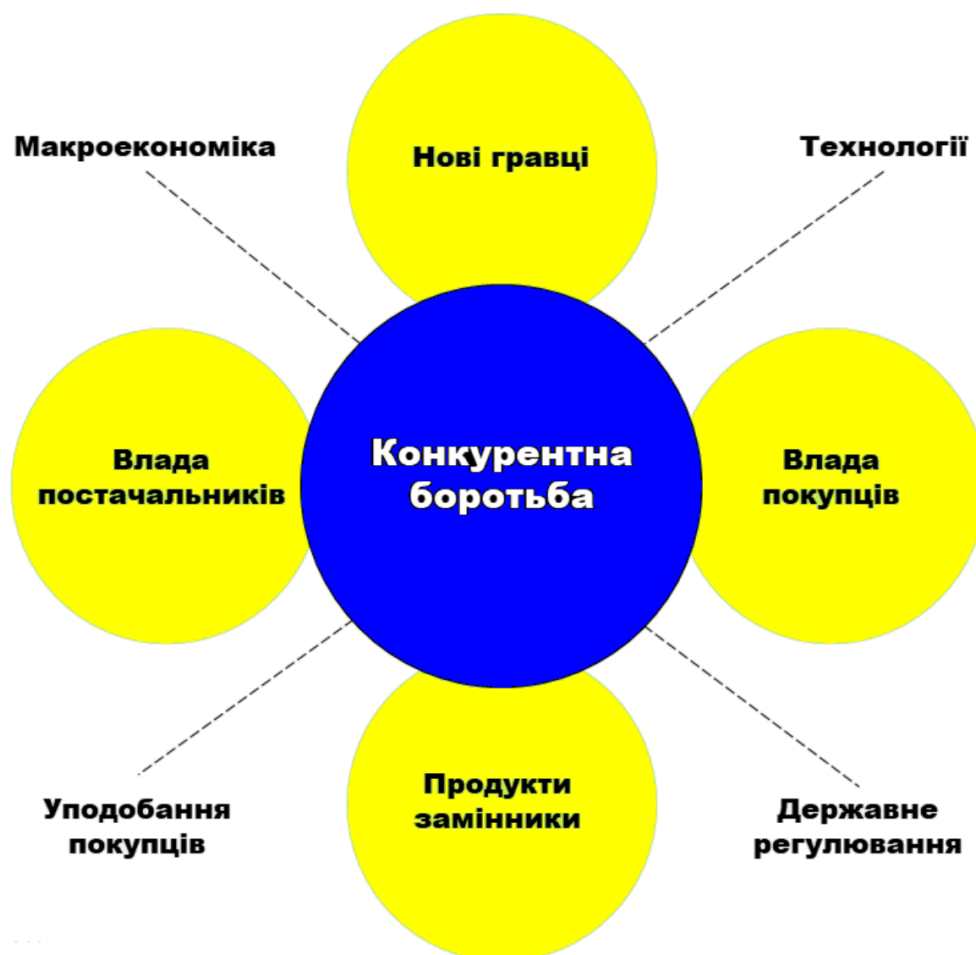 Нові гравці
Макроекономіка
Технології
Влада
постачальників
Конкурентна
боротьба
Влада
покупців
Уподобання
покупців
Продукти
замінники
Державне
регулювання